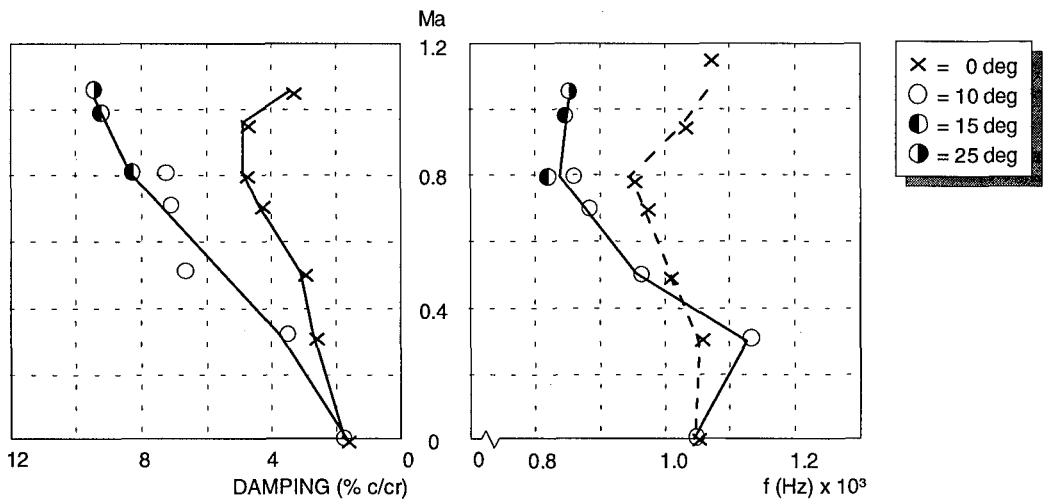 Ma
1.2
0.8
0.4
0
12
8
4
0
DAMPING (% c/cr)
0
0.8
1.0
1.2
f (Hz) x 10³
× = 0 deg
○ = 10 deg
◐ = 15 deg
◑ = 25 deg